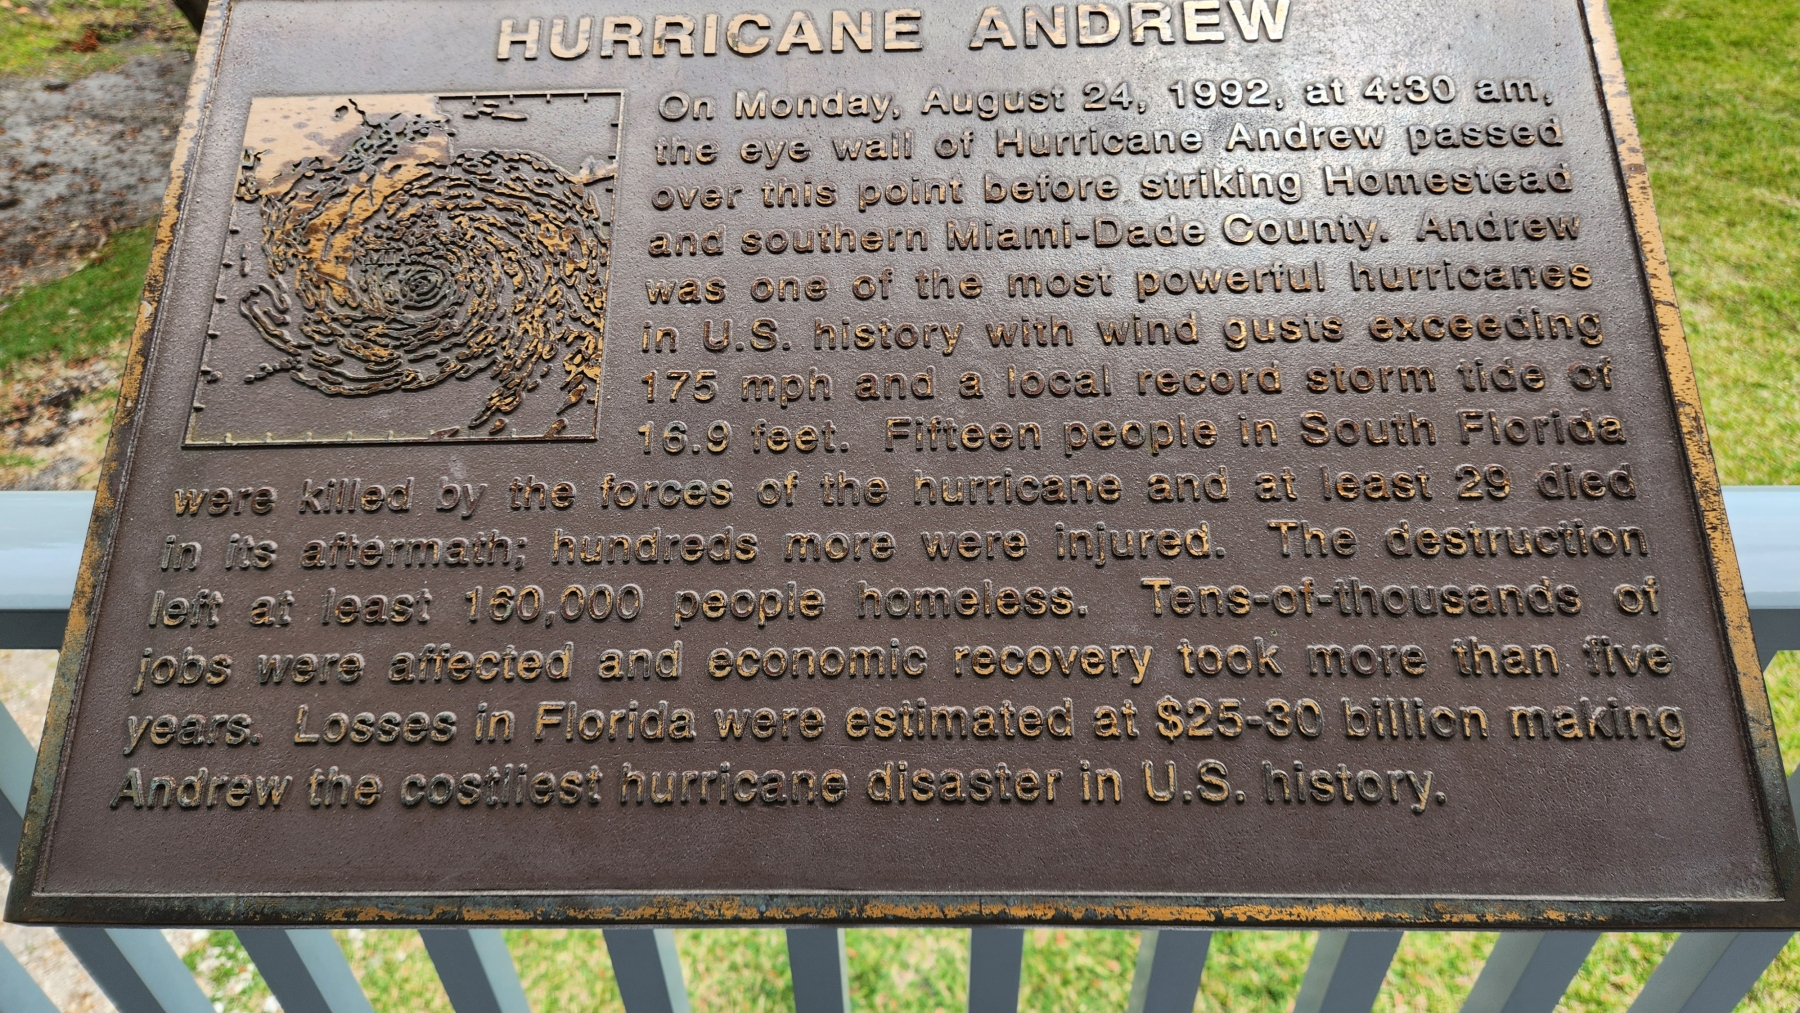 HURRICANE ANDREW
On Monday, August 24, 1992, at 4:30 am,
the eye wall of Hurricane Andrew passed
over this point before striking Homestead
and southern Miami-Dade County. Andrew
was one of the most powerful hurricanes
in U.S. history with wind gusts exceeding
175 mph and a local record storm tide of
16.9 feet. Fifteen people in South Florida
were killed by the forces of the hurricane and at least 29 died
in its aftermath; hundreds more were injured. The destruction
left at least 160,000 people homeless. Tens-of-thousands of
jobs were affected and economic recovery took more than five
years. Losses in Florida were estimated at $25-30 billion making
Andrew the costliest hurricane disaster in U.S. history.